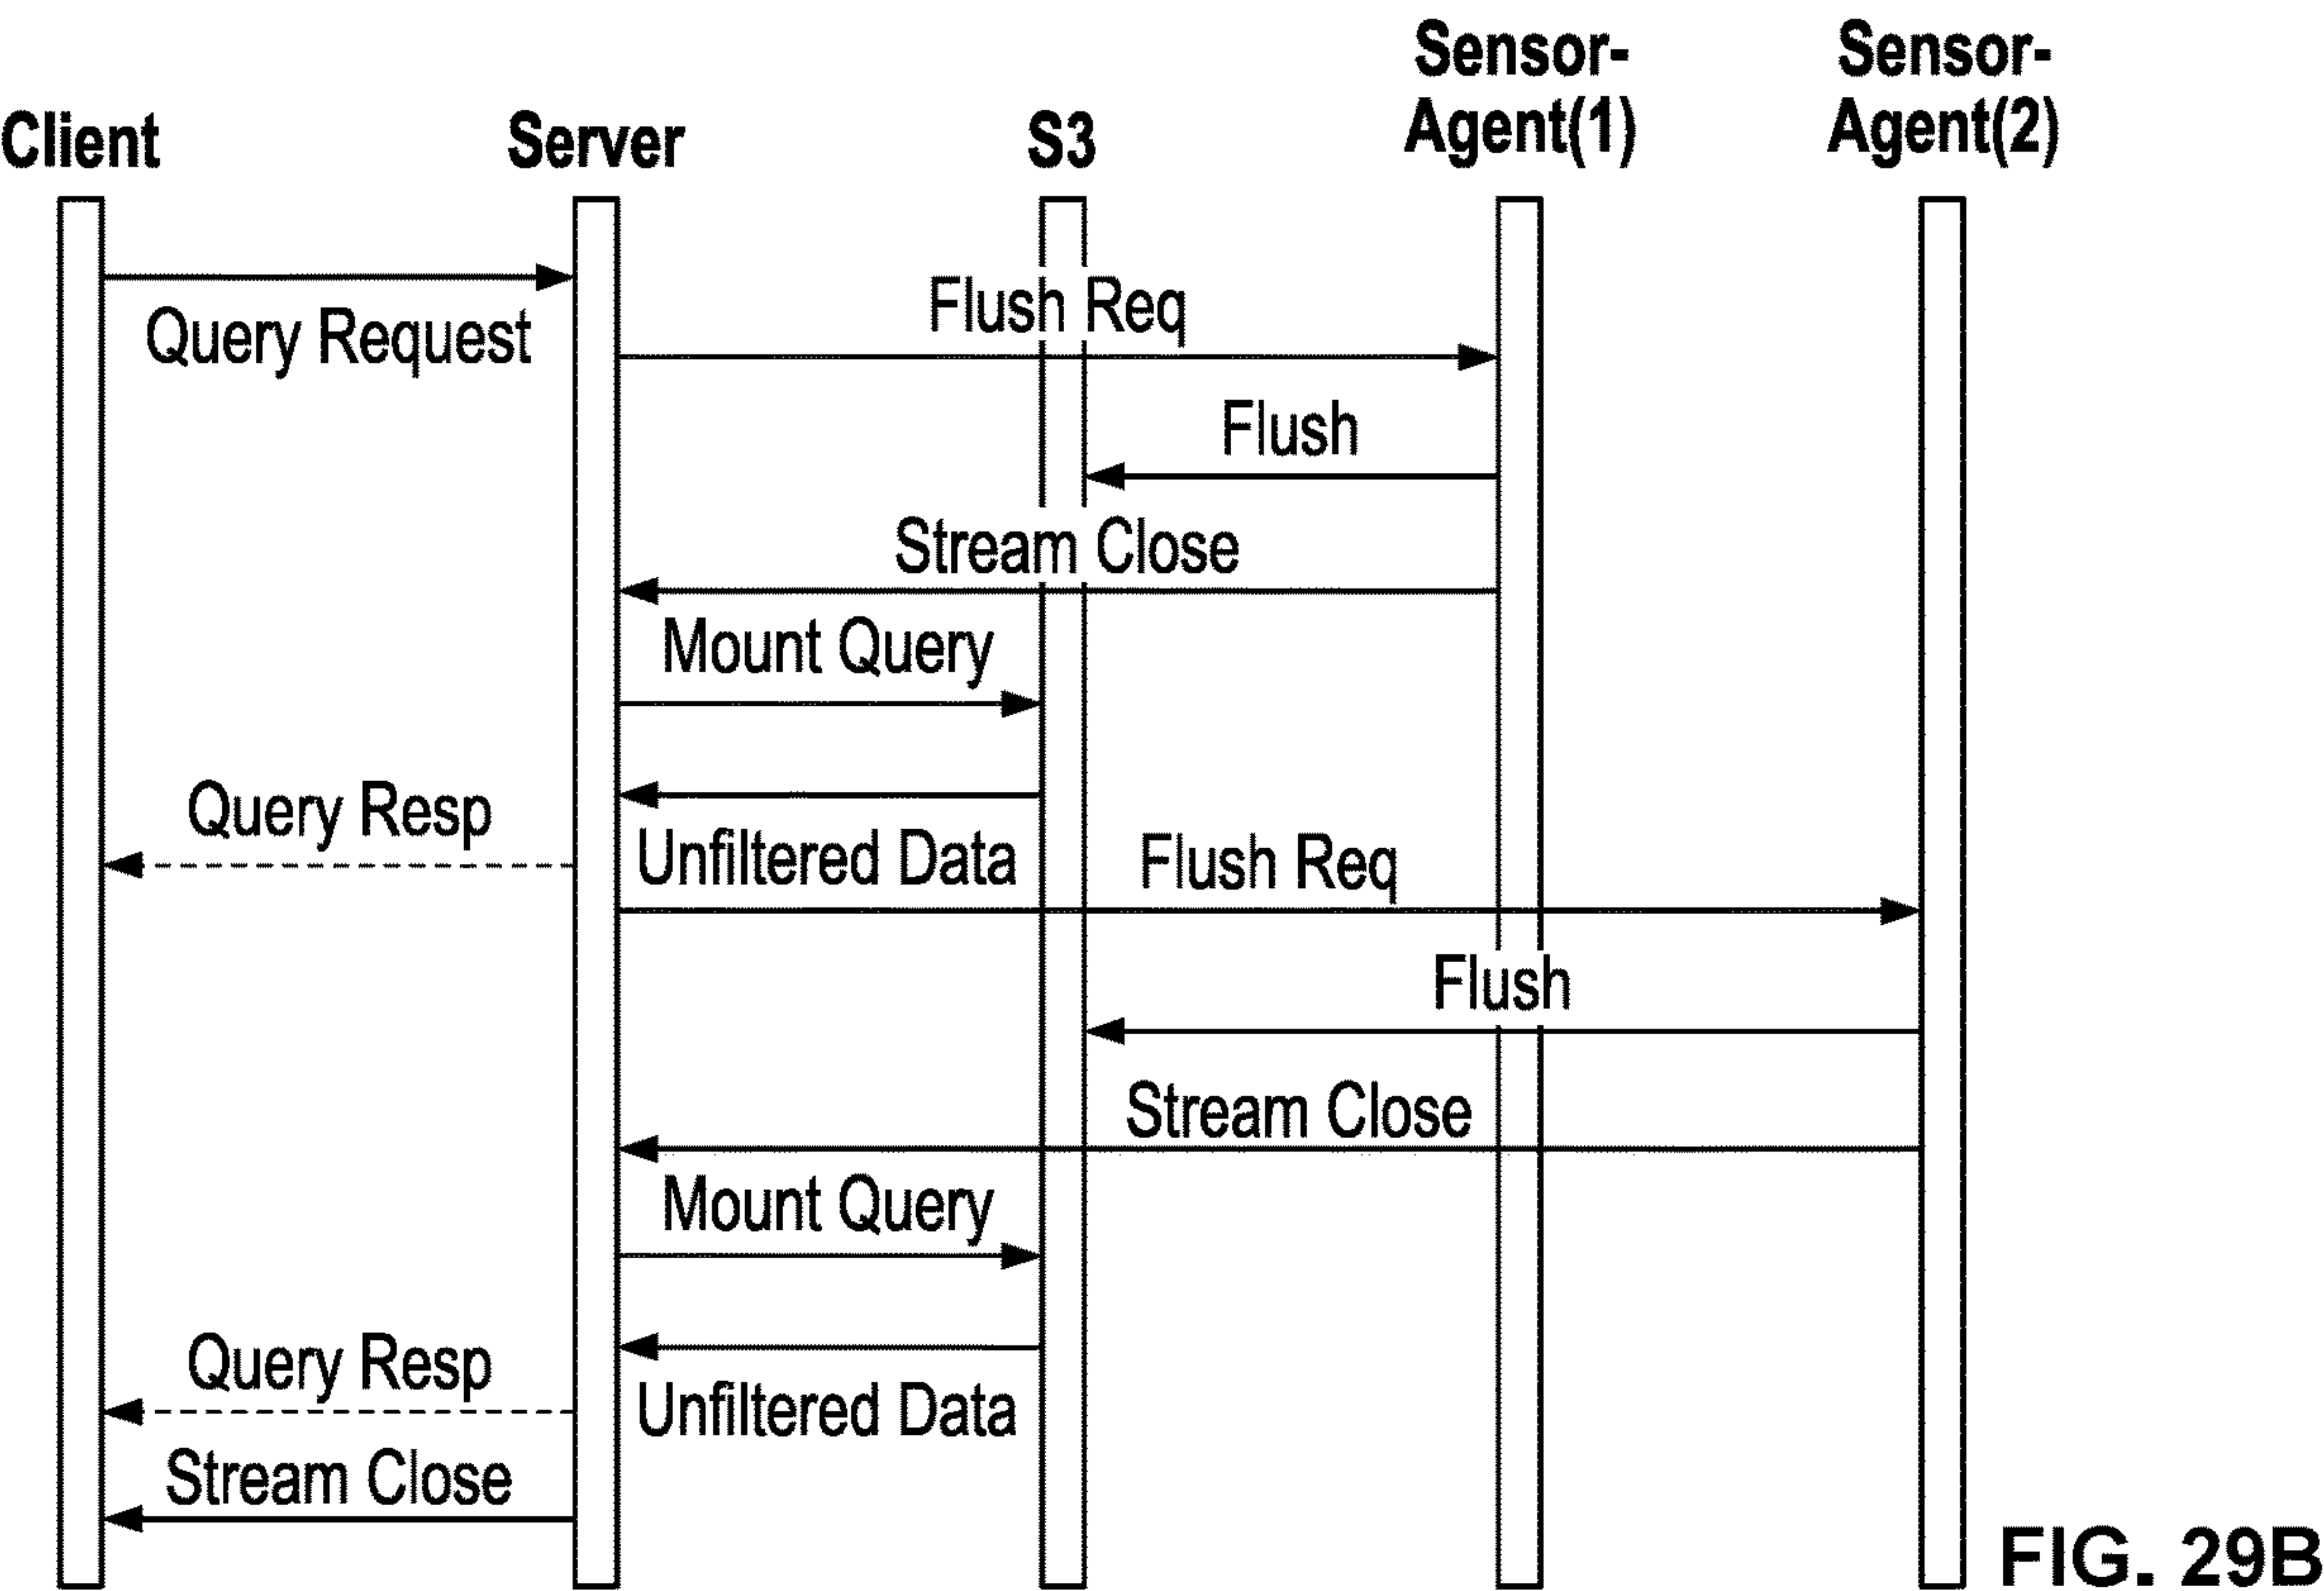 Client
Server
S3
Sensor-
Agent(1)
Sensor-
Agent(2)
Query Request
Flush Req
Flush
Stream Close
Mount Query
Query Resp
Unfiltered Data
Flush Req
Flush
Stream Close
Mount Query
Query Resp
Unfiltered Data
Stream Close
FIG. 29B